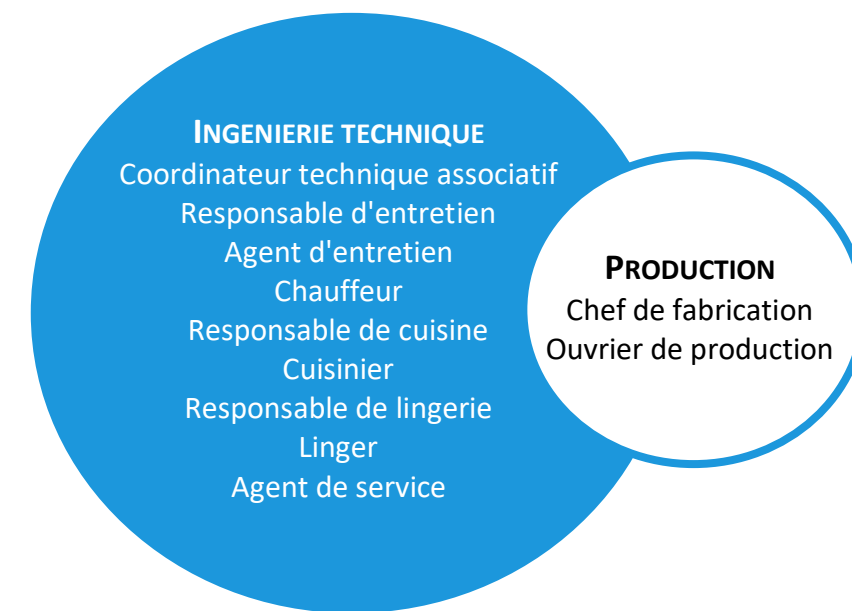 INGENIERIE TECHNIQUE
Coordinateur technique associatif
Responsable d'entretien
Agent d'entretien
Chauffeur
Responsable de cuisine
Cuisinier
Responsable de lingerie
Linger
Agent de service
PRODUCTION
Chef de fabrication
Ouvrier de production